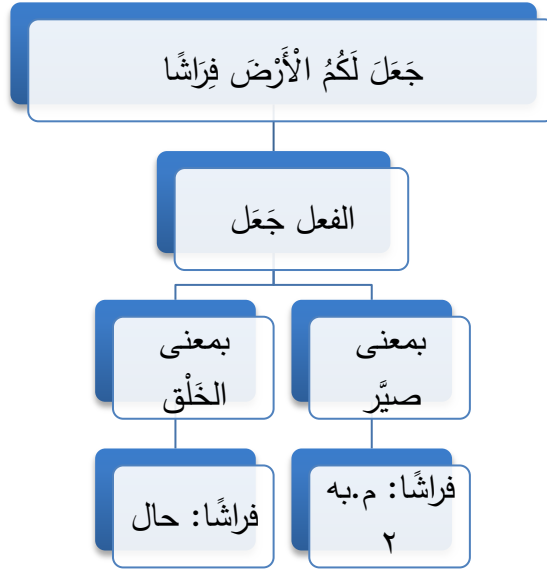 جَعَلَ لَكُمُ الْأَرْضَ فِرَاشًا
الفعل جَعَل
بمعنى
صيَّر
فراشًا: م.به
٢
بمعنى
الخَلْق
فراشًا: حال